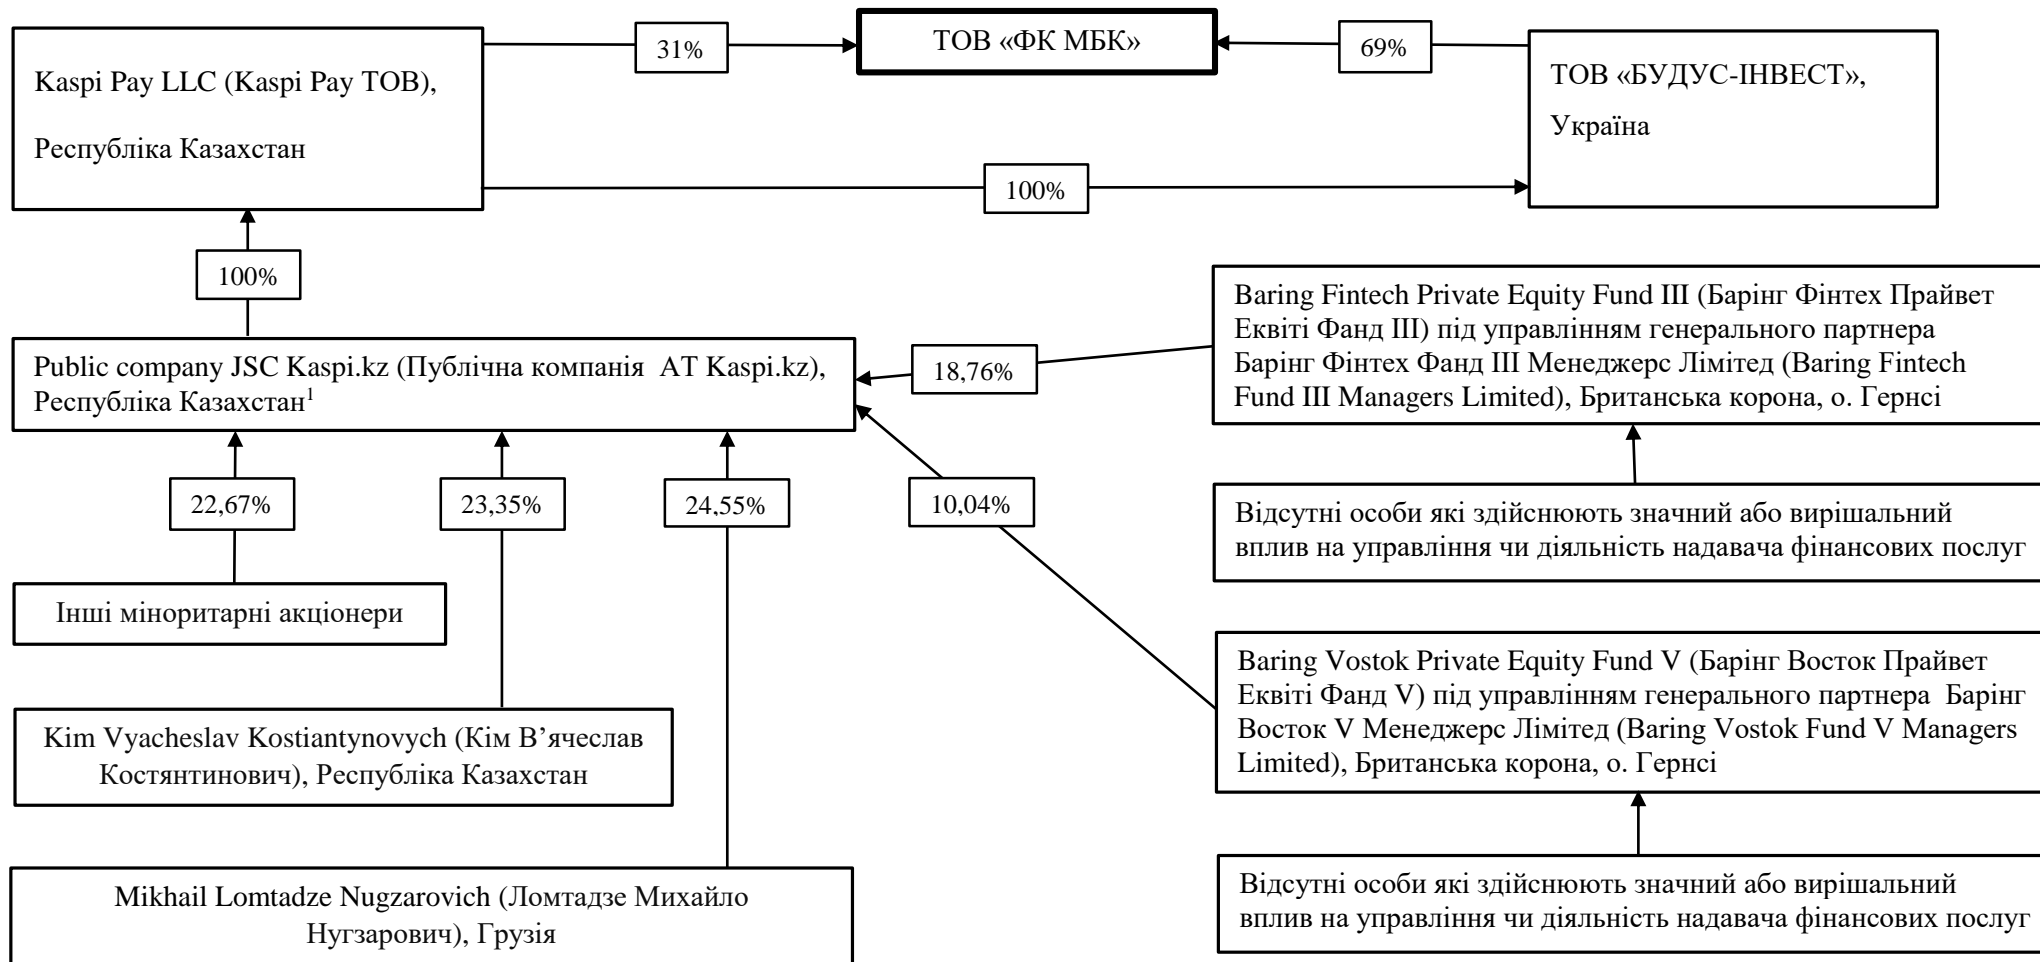 31%
ТОВ «ФК МБК»
69%
Kaspi Pay LLC (Kaspi Pay ТОВ),
Республіка Казахстан
ТОВ «БУДУС-ІНВЕСТ»,
Україна
100%
100%
Baring Fintech Private Equity Fund III (Барінг Фінтех Прайвет
Еквіті Фанд III) під управлінням генерального партнера
Барінг Фінтех Фанд III Менеджерс Лімітед (Baring Fintech
Fund III Managers Limited), Британська корона, о. Гернсі
Public company JSC Kaspi.kz (Публічна компанія АТ Kaspi.kz),
Республіка Казахстан¹
18,76%
22,67%
23,35%
24,55%
10,04%
Відсутні особи які здійснюють значний або вирішальний
вплив на управління чи діяльність надавача фінансових послуг
Інші міноритарні акціонери
Baring Vostok Private Equity Fund V (Барінг Восток Прайвет
Еквіті Фанд V) під управлінням генерального партнера Барінг
Восток V Менеджерс Лімітед (Baring Vostok Fund V Managers
Limited), Британська корона, о. Гернсі
Kim Vyacheslav Kostiantynovych (Кім В’ячеслав
Костянтинович), Республіка Казахстан
Mikhail Lomtadze Nugzarovich (Ломтадзе Михайло
Нугзарович), Грузія
Відсутні особи які здійснюють значний або вирішальний
вплив на управління чи діяльність надавача фінансових послуг